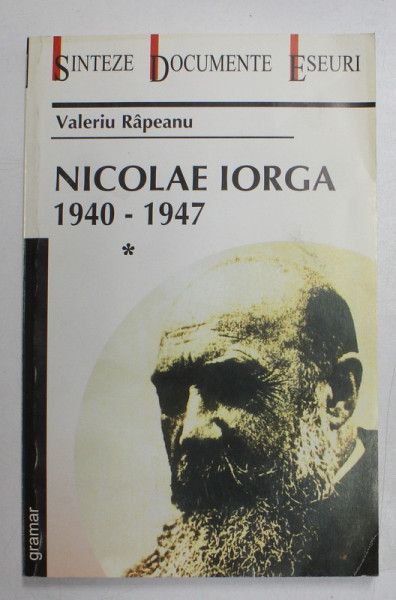 SINTEZE DOCUMENTE ESEURI
Valeriu Râpeanu
NICOLAE IORGA
1940 - 1947
*
gramar